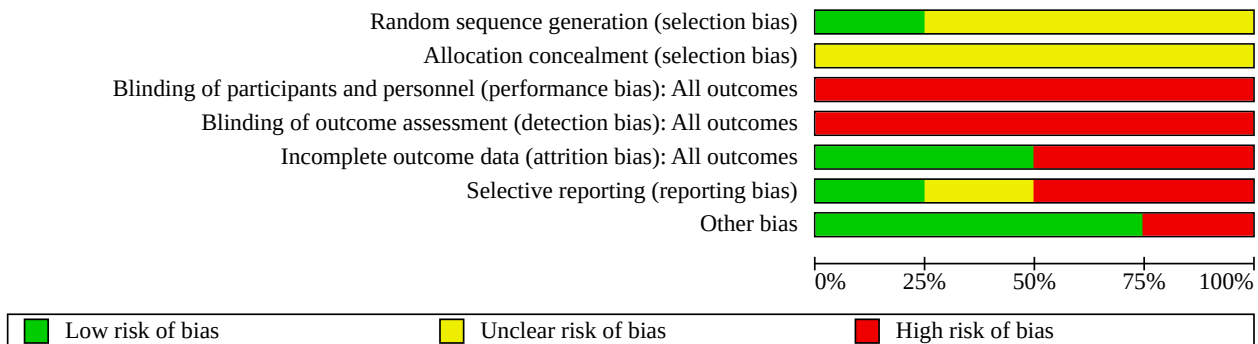 Random sequence generation (selection bias)
Allocation concealment (selection bias)
Blinding of participants and personnel (performance bias): All outcomes
Blinding of outcome assessment (detection bias): All outcomes
Incomplete outcome data (attrition bias): All outcomes
Selective reporting (reporting bias)
Other bias
0% 25% 50% 75% 100%
Low risk of bias Unclear risk of bias High risk of bias